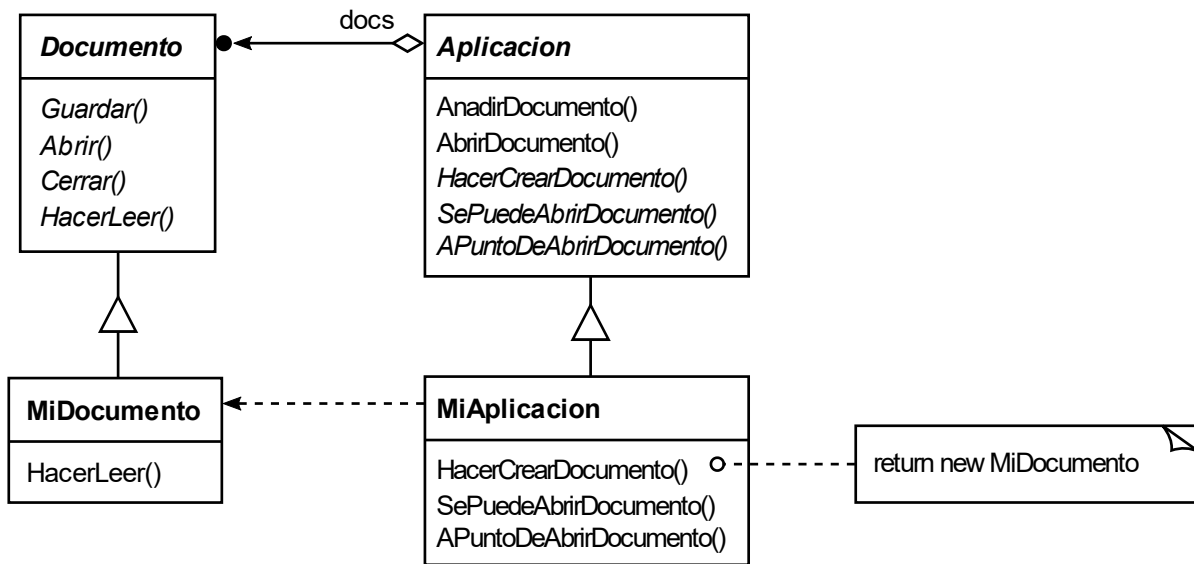 docs
Documento
Guardar()
Abrir()
Cerrar()
HacerLeer()
Aplicacion
AnadirDocumento()
AbrirDocumento()
HacerCrearDocumento()
SePuedeAbrirDocumento()
APuntoDeAbrirDocumento()
MiDocumento
HacerLeer()
MiAplicacion
HacerCrearDocumento()
SePuedeAbrirDocumento()
APuntoDeAbrirDocumento()
return new MiDocumento